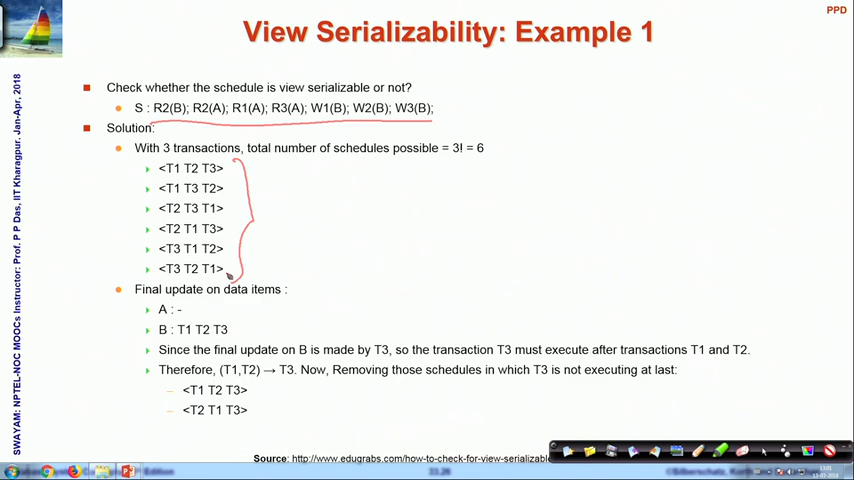 PPD
View Serializability: Example 1
SWAYAM: NPTEL-NOC MOOCs Instructor: Prof. P P Das, IIT Kharagpur. Jan-Apr, 2018
Check whether the schedule is view serializable or not?
S : R2(B); R2(A); R1(A); R3(A); W1(B); W2(B); W3(B);
Solution:
With 3 transactions, total number of schedules possible = 3! = 6
<T1 T2 T3>
<T1 T3 T2>
<T2 T3 T1>
<T2 T1 T3>
<T3 T1 T2>
<T3 T2 T1>
Final update on data items :
A : -
B : T1 T2 T3
Since the final update on B is made by T3, so the transaction T3 must execute after transactions T1 and T2.
Therefore, (T1,T2) → T3. Now, Removing those schedules in which T3 is not executing at last:
<T1 T2 T3>
<T2 T1 T3>
Source: http://www.edugrabs.com/how-to-check-for-view-serializable
Edition 33.26 ©Silberschatz,
13:01